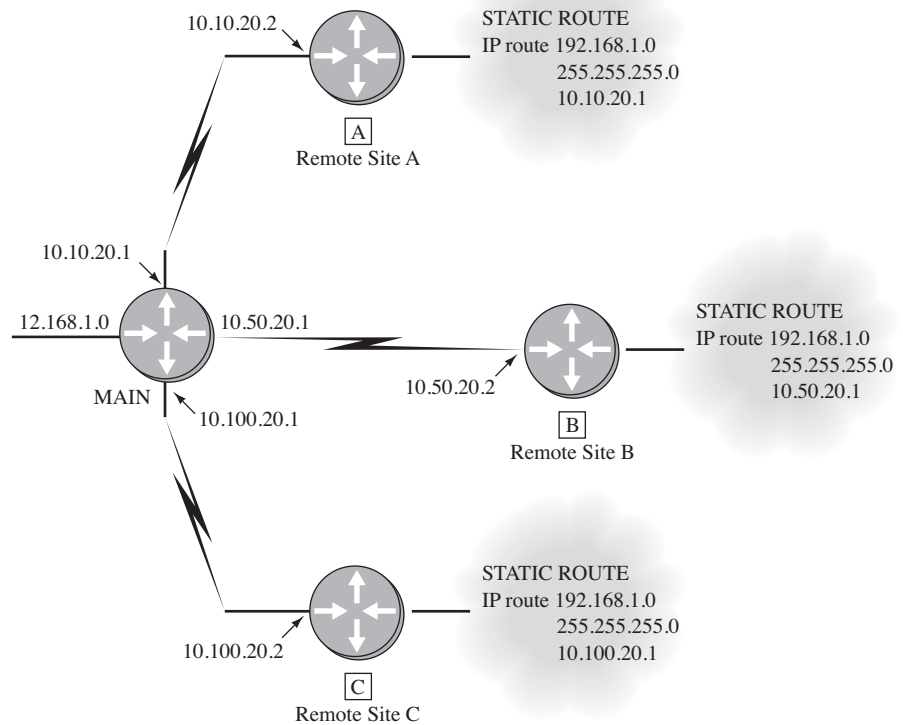 10.10.20.2
STATIC ROUTE
IP route 192.168.1.0
255.255.255.0
10.10.20.1
A
Remote Site A
10.10.20.1
12.168.1.0
10.50.20.1
MAIN
10.100.20.1
10.50.20.2
B
Remote Site B
STATIC ROUTE
IP route 192.168.1.0
255.255.255.0
10.50.20.1
10.100.20.2
C
Remote Site C
STATIC ROUTE
IP route 192.168.1.0
255.255.255.0
10.100.20.1